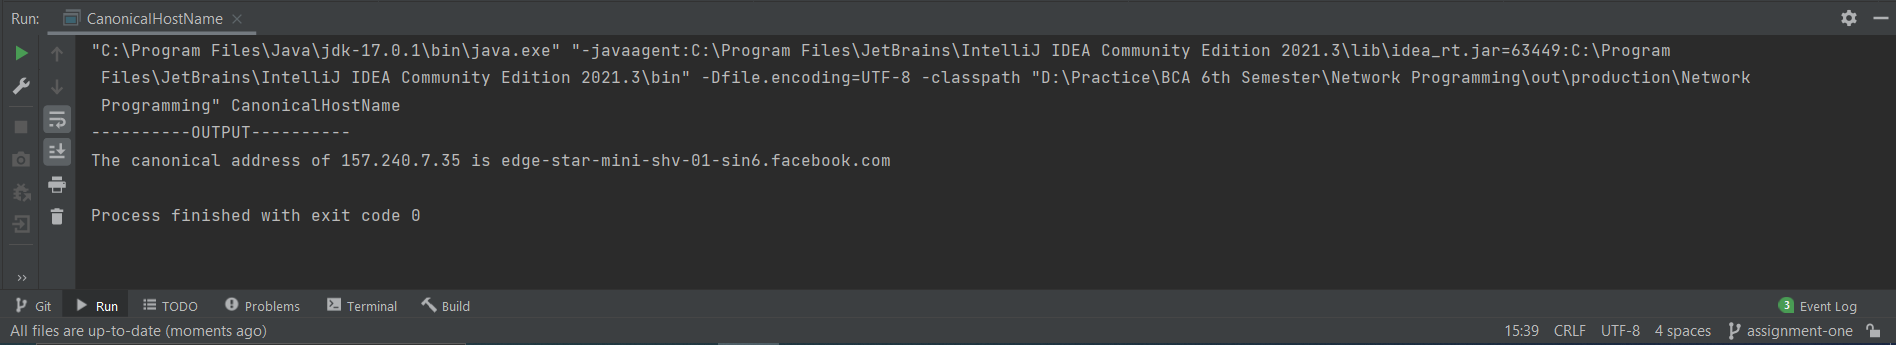 Run: CanonicalHostName
"C:\Program Files\Java\jdk-17.0.1\bin\java.exe" "-javaagent:C:\Program Files\JetBrains\IntelliJ IDEA Community Edition 2021.3\lib\idea_rt.jar=63449:C:\Program
Files\JetBrains\IntelliJ IDEA Community Edition 2021.3\bin" -Dfile.encoding=UTF-8 -classpath "D:\Practice\BCA 6th Semester\Network Programming\out\production\Network
Programming" CanonicalHostName
----------OUTPUT----------
The canonical address of 157.240.7.35 is edge-star-mini-shv-01-sin6.facebook.com
Process finished with exit code 0
Git Run TODO Problems Terminal Build 3 Event Log
All files are up-to-date (moments ago) 15:39 CRLF UTF-8 4 spaces assignment-one